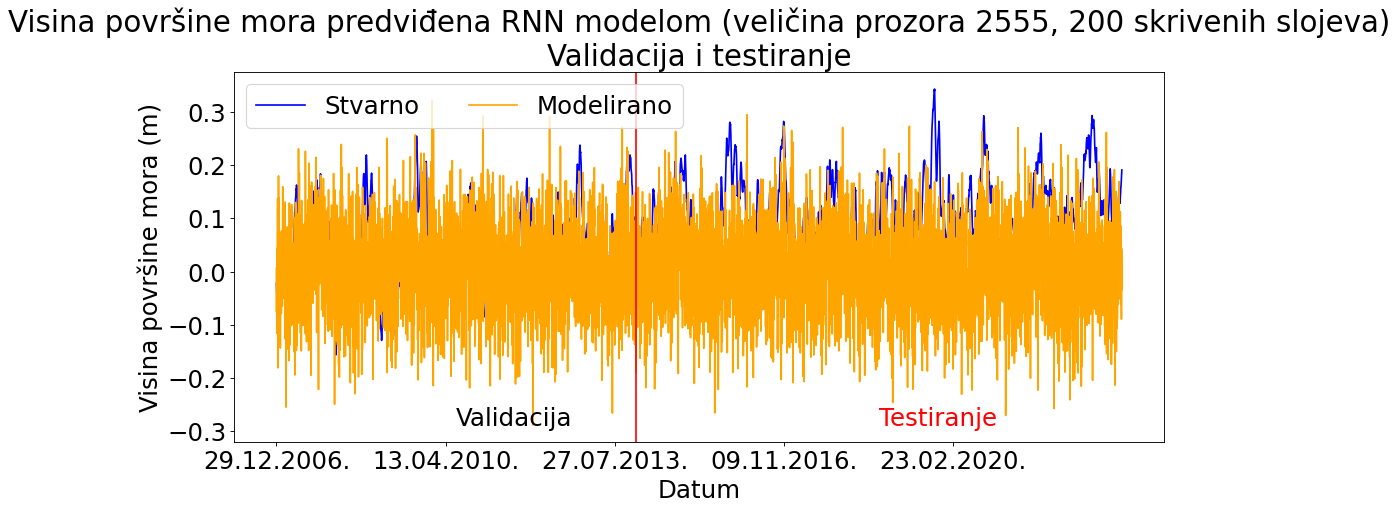 Visina površine mora predviđena RNN modelom (veličina prozora 2555, 200 skrivenih slojeva)
Validacija i testiranje
Stvarno Modelirano
Visina površine mora (m)
0.3
0.2
0.1
0.0
−0.1
−0.2
−0.3
Validacija Testiranje
29.12.2006. 13.04.2010. 27.07.2013. 09.11.2016. 23.02.2020.
Datum